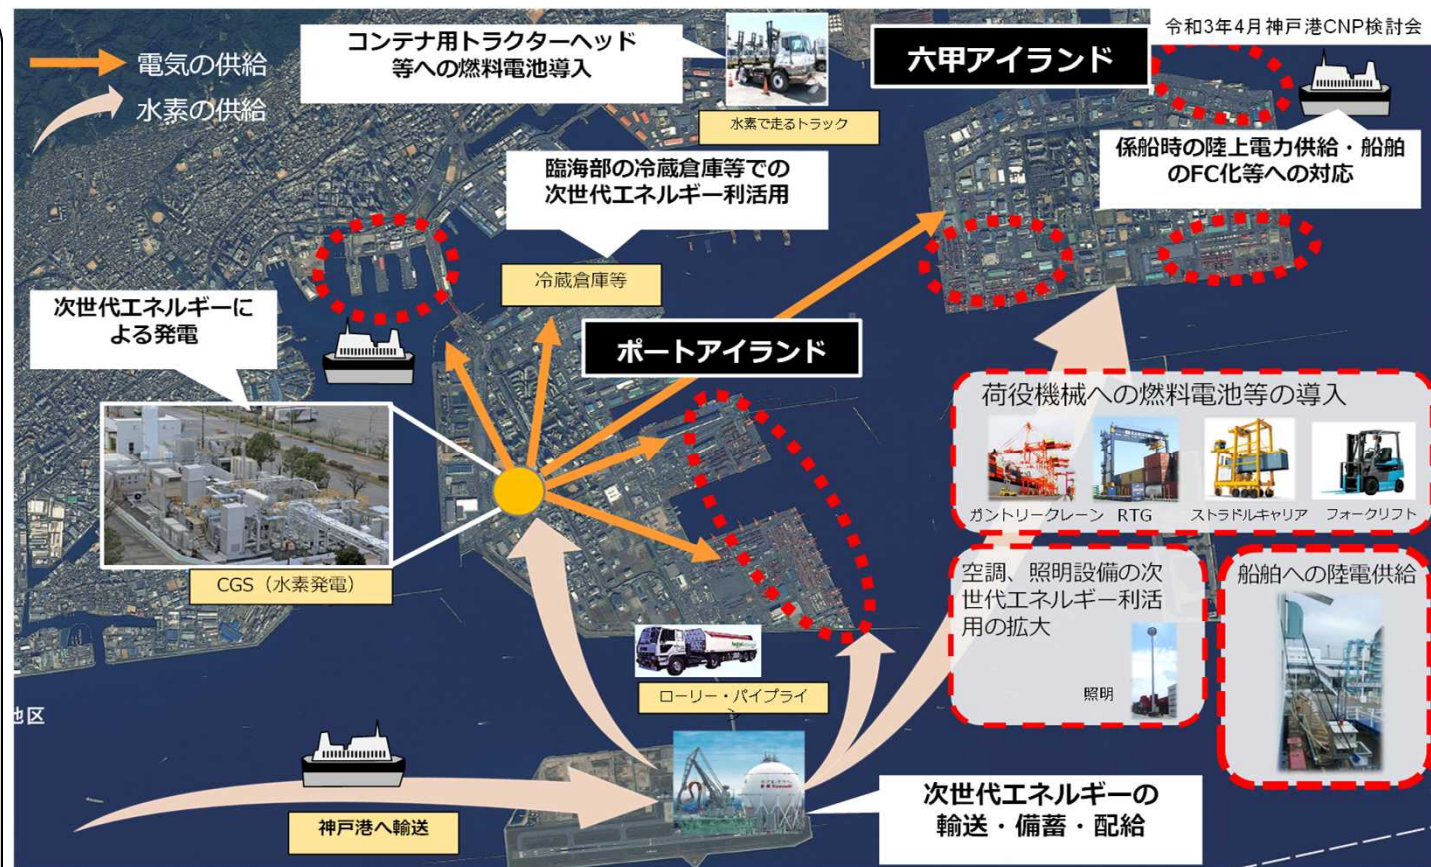 令和3年4月神戸港CNP検討会
電気の供給
水素の供給
コンテナ用トラクターヘッド
等への燃料電池導入
水素で走るトラック
六甲アイランド
係船時の陸上電力供給・船舶
のFC化等への対応
臨海部の冷蔵倉庫等での
次世代エネルギー利活用
冷蔵倉庫等
次世代エネルギーに
よる発電
ポートアイランド
CGS（水素発電）
荷役機械への燃料電池等の導入
ガントリークレーン
RTG
ストラドルキャリア
フォークリフト
空調、照明設備の次
世代エネルギー利活
用の拡大
照明
船舶への陸電供給
ローリー・パイプライ
ン
地区
神戸港へ輸送
次世代エネルギーの
輸送・備蓄・配給